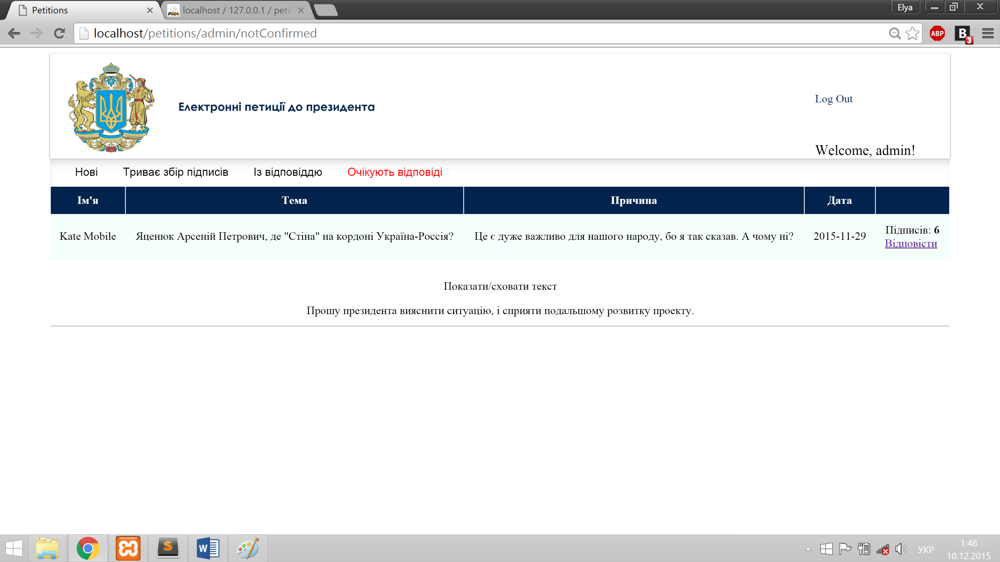 Petitions
localhost / 127.0.0.1 / peti
Elya
localhost/petitions/admin/notConfirmed
ABP
B
3
Електронні петиції до президента
Log Out
Welcome, admin!
Нові Триває збір підписів Із відповіддю Очікують відповіді
Ім'я Тема Причина Дата
Kate Mobile Яценюк Арсеній Петрович, де "Стіна" на кордоні Україна-Россія? Це є дуже важливо для нашого народу, бо я так сказав. А чому ні? 2015-11-29 Підписів: 6
Відповісти
Показати/сховати текст
Прошу президента вияснити ситуацію, і сприяти подальшому розвитку проекту.
УКР
1:46
10.12.2015